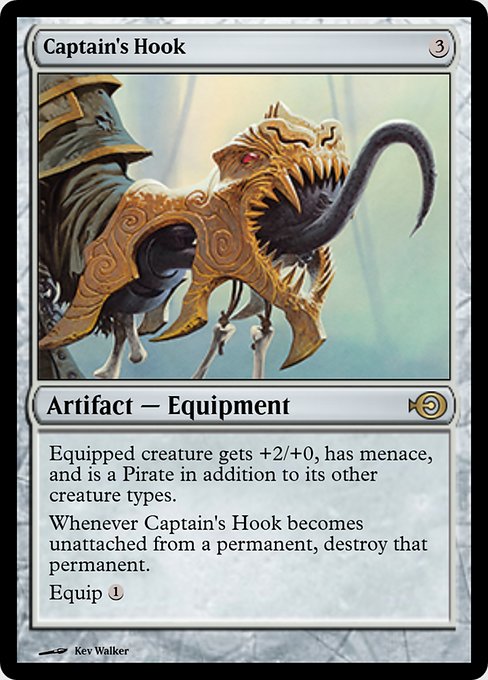 Captain's Hook 3
Artifact — Equipment
Equipped creature gets +2/+0, has menace,
and is a Pirate in addition to its other
creature types.
Whenever Captain's Hook becomes
unattached from a permanent, destroy that
permanent.
Equip 1
Kev Walker